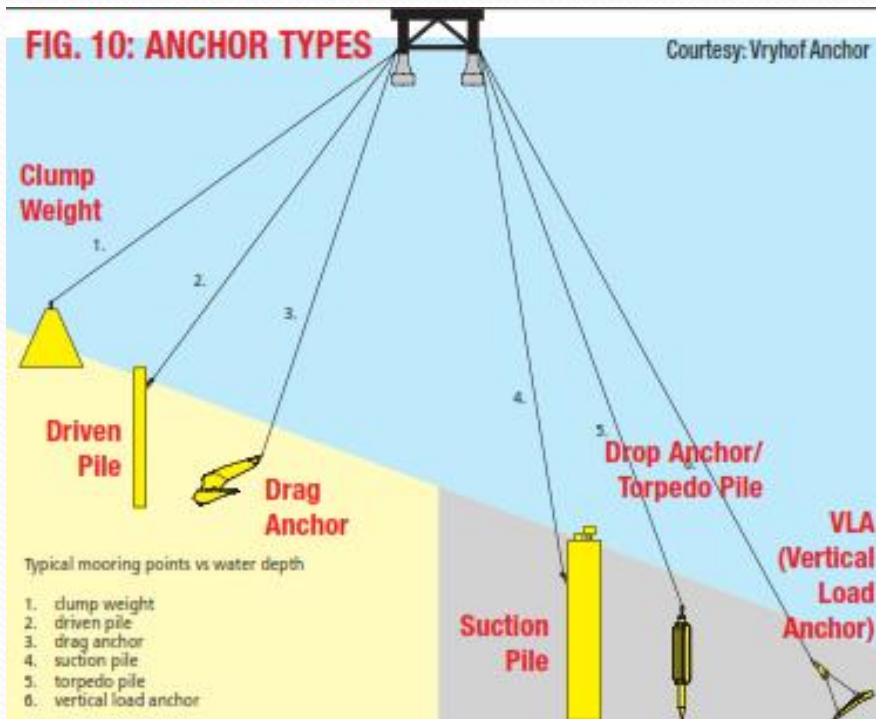 FIG. 10: ANCHOR TYPES
Courtesy: Vryhof Anchor
Clump
Weight
1.
2.
3.
4.
5.
6.
Driven
Pile
Drag
Anchor
Drop Anchor/
Torpedo Pile
VLA
(Vertical
Load
Anchor)
Suction
Pile
Typical mooring points vs water depth
1. clump weight
2. driven pile
3. drag anchor
4. suction pile
5. torpedo pile
6. vertical load anchor